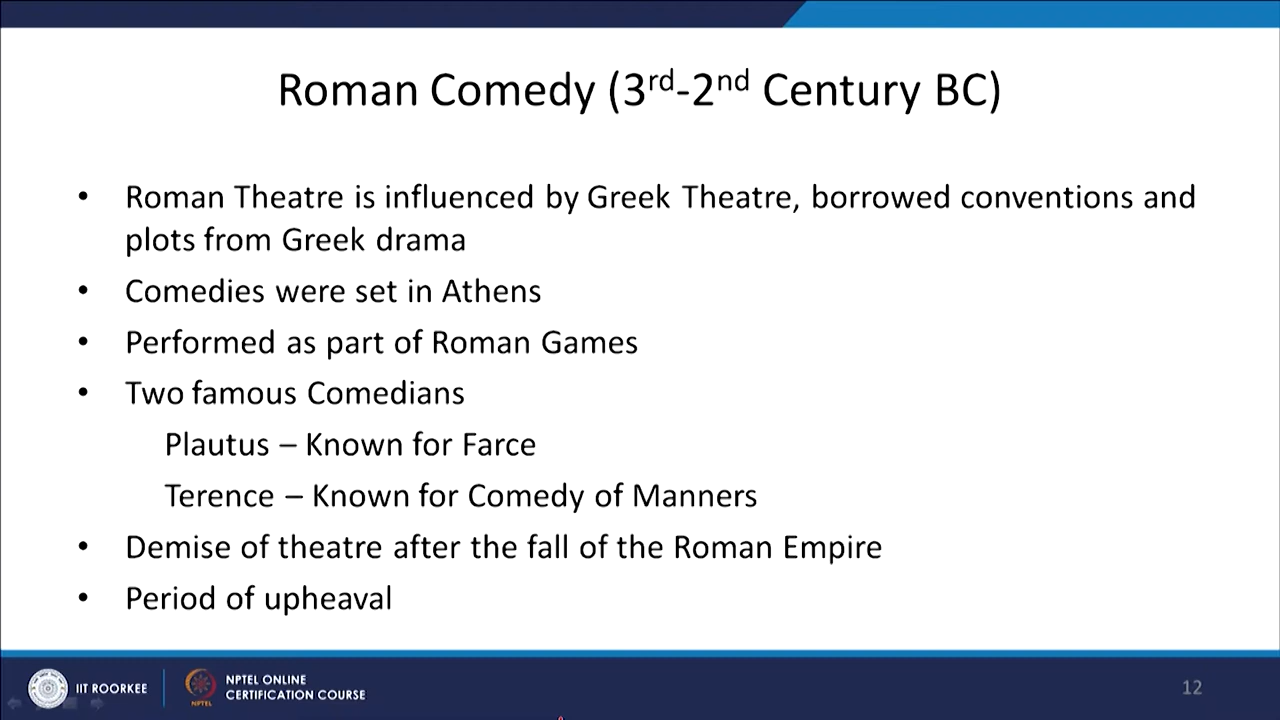 Roman Comedy (3rd-2nd Century BC)
• Roman Theatre is influenced by Greek Theatre, borrowed conventions and
plots from Greek drama
• Comedies were set in Athens
• Performed as part of Roman Games
• Two famous Comedians
Plautus – Known for Farce
Terence – Known for Comedy of Manners
• Demise of theatre after the fall of the Roman Empire
• Period of upheaval
IIT ROORKEE
NPTEL
NPTEL ONLINE
CERTIFICATION COURSE
12